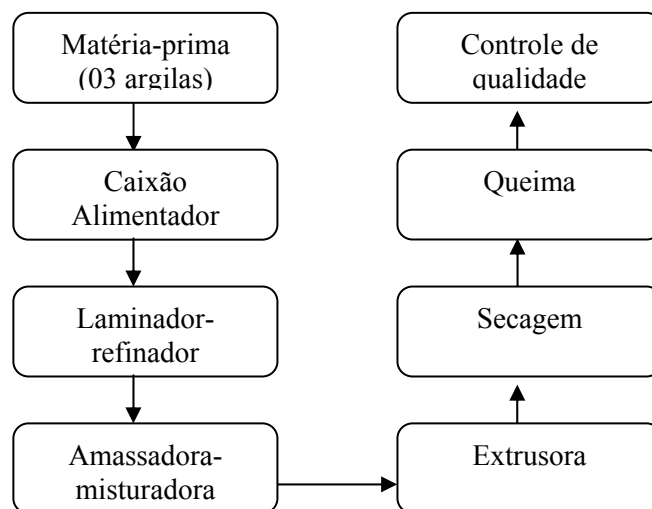 Matéria-prima
(03 argilas)
Caixão
Alimentador
Laminador-
refinador
Amassadora-
misturadora
Extrusora
Secagem
Queima
Controle de
qualidade